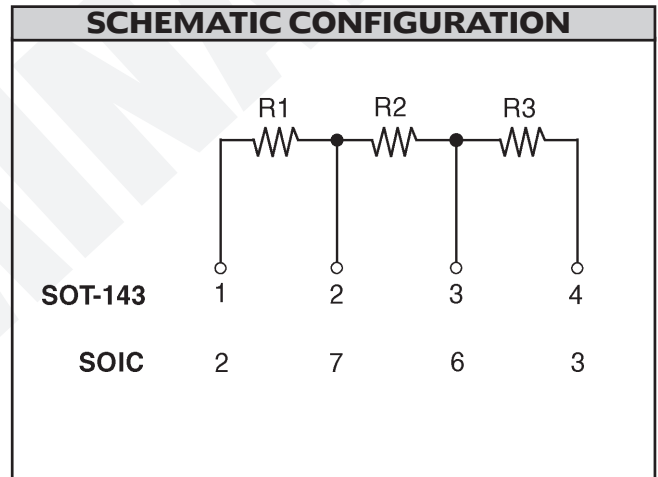 SCHEMATIC CONFIGURATION
R1 R2 R3
SOT-143 1 2 3 4
SOIC 2 7 6 3